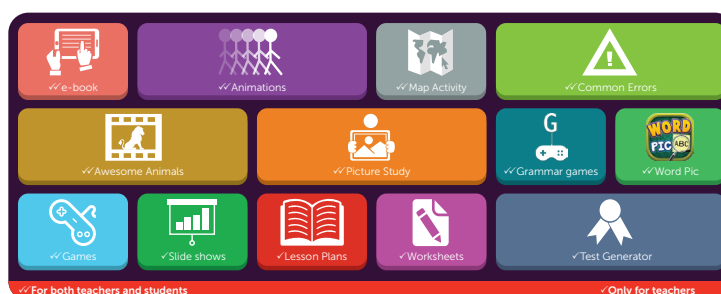 ✓✓e-book
✓✓Animations
✓✓Map Activity
✓✓Common Errors
✓✓Awesome Animals
✓✓Picture Study
G
✓✓Grammar games
WORD
PIC ABC
✓✓Word Pic
✓✓Games
✓Slide shows
✓Lesson Plans
✓Worksheets
✓Test Generator
✓✓For both teachers and students
✓Only for teachers